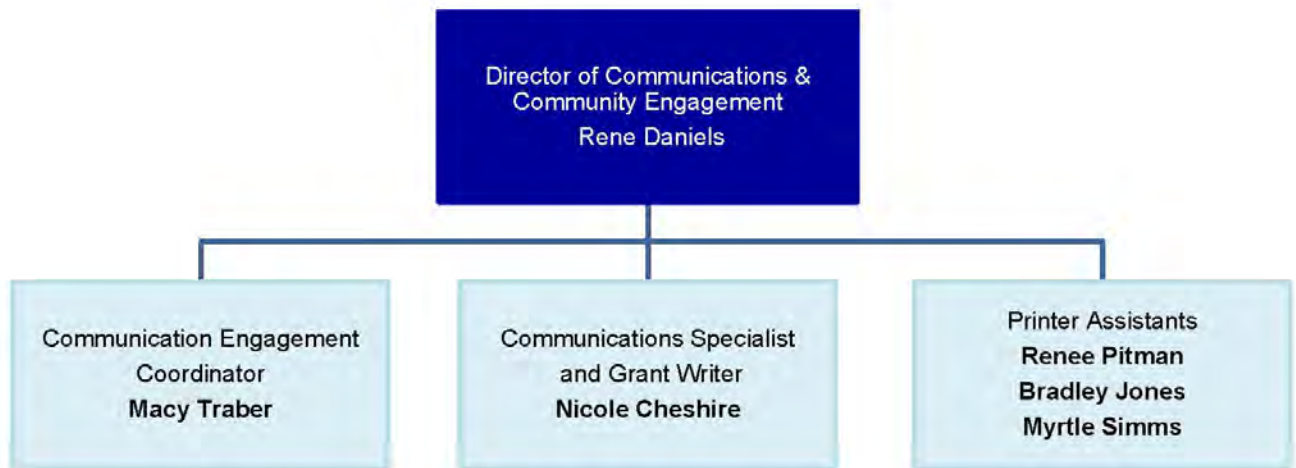 Director of Communications &
Community Engagement
Rene Daniels
Communication Engagement
Coordinator
Macy Traber
Communications Specialist
and Grant Writer
Nicole Cheshire
Printer Assistants
Renee Pitman
Bradley Jones
Myrtle Simms